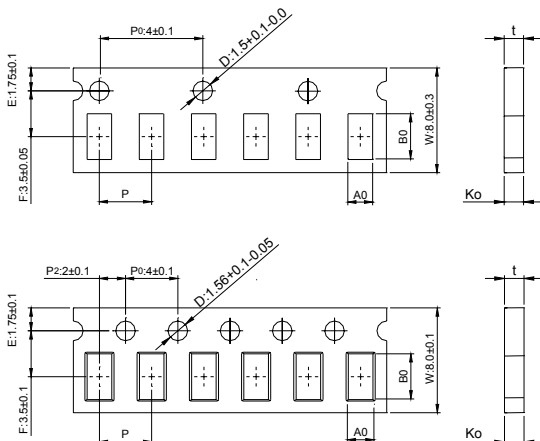 P0:4±0.1
D:1.5+0.1-0.0
t
E:1.75±0.1
F:3.5±0.05
B0
W:8.0±0.3
P
A0
Ko
P2:2±0.1
P0:4±0.1
D:1.56+0.1-0.05
t
E:1.75±0.1
F:3.5±0.1
B0
W:8.0±0.1
P
A0
Ko